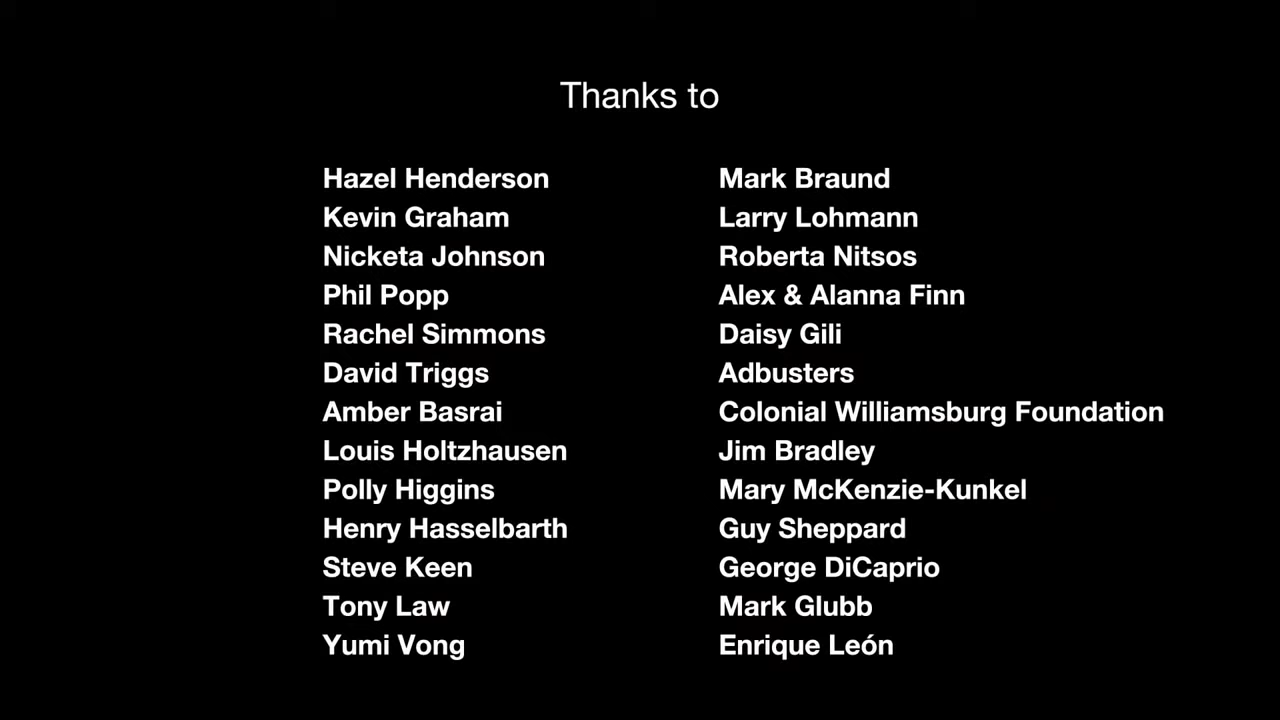 Thanks to
Hazel Henderson
Kevin Graham
Nicketa Johnson
Phil Popp
Rachel Simmons
David Triggs
Amber Basrai
Louis Holtzhausen
Polly Higgins
Henry Hasselbarth
Steve Keen
Tony Law
Yumi Vong
Mark Braund
Larry Lohmann
Roberta Nitsos
Alex & Alanna Finn
Daisy Gili
Adbusters
Colonial Williamsburg Foundation
Jim Bradley
Mary McKenzie-Kunkel
Guy Sheppard
George DiCaprio
Mark Glubb
Enrique León